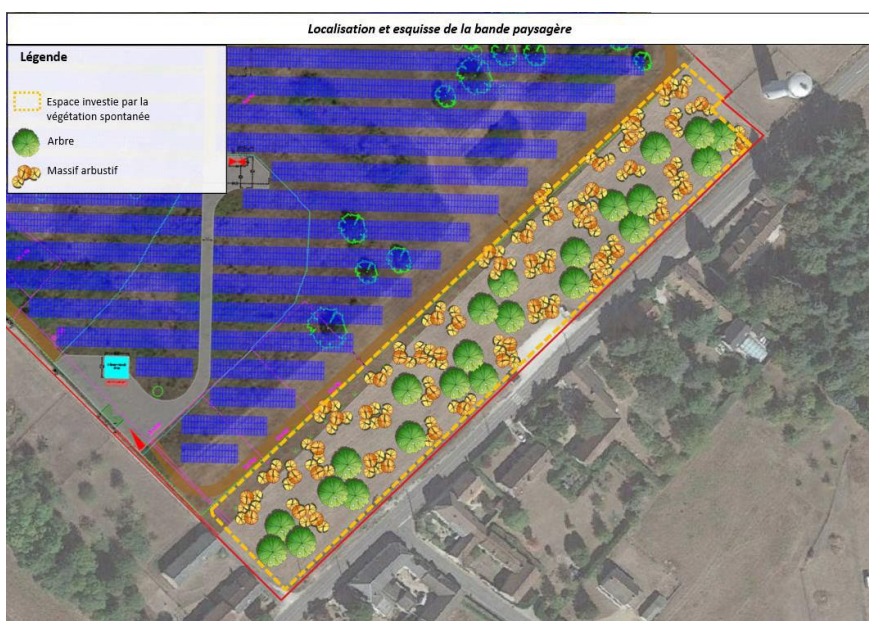 Localisation et esquisse de la bande paysagère
Légende
Espace investie par la
végétation spontanée
Arbre
Massif arbustif